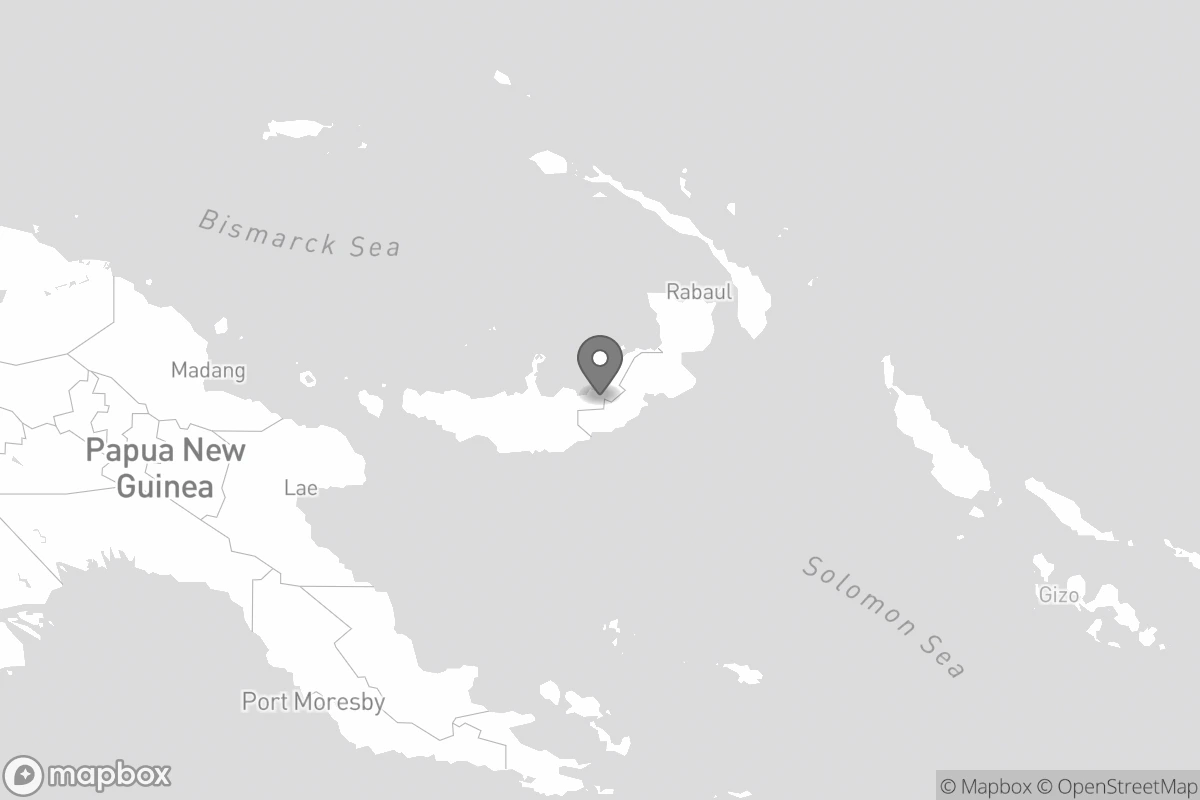 Bismarck Sea
Rabaul
Madang
Papua New
Guinea
Lae
Solomon Sea
Gizo
Port Moresby
mapbox
© Mapbox © OpenStreetMap